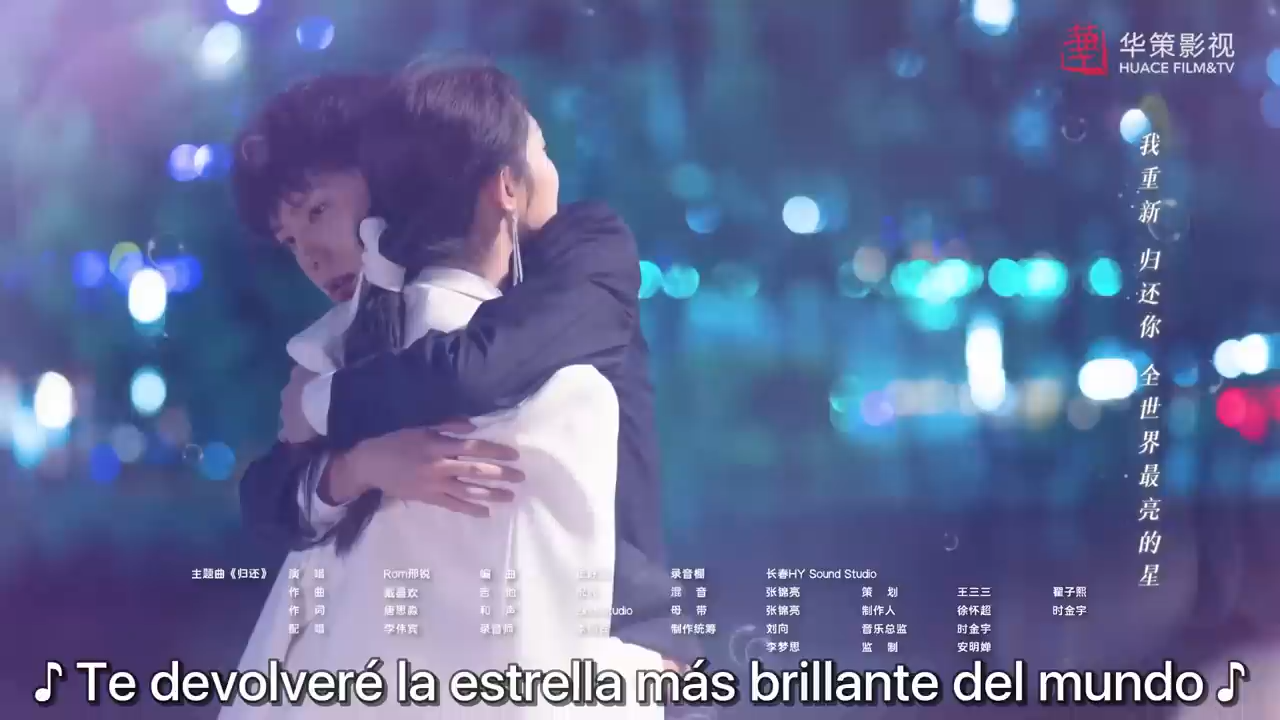 华策影视
HUACE FILM&TV
我重新 归还你 全世界最亮的星
主题曲《归还》 演 唱 Ram邢锐 编 曲 录音棚 长春HY Sound Studio
作 曲 戴喜欢 吉 他 混 音 张锦亮 策 划 王三三 翟子熙
作 词 唐思淼 和 声 母 带 张锦亮 制作人 徐怀超 时金宇
配 唱 李伟宾 录音师 制作统筹 刘向 音乐总监 时金宇
李梦思 监 制 安明婵
♪ Te devolveré la estrella más brillante del mundo ♪